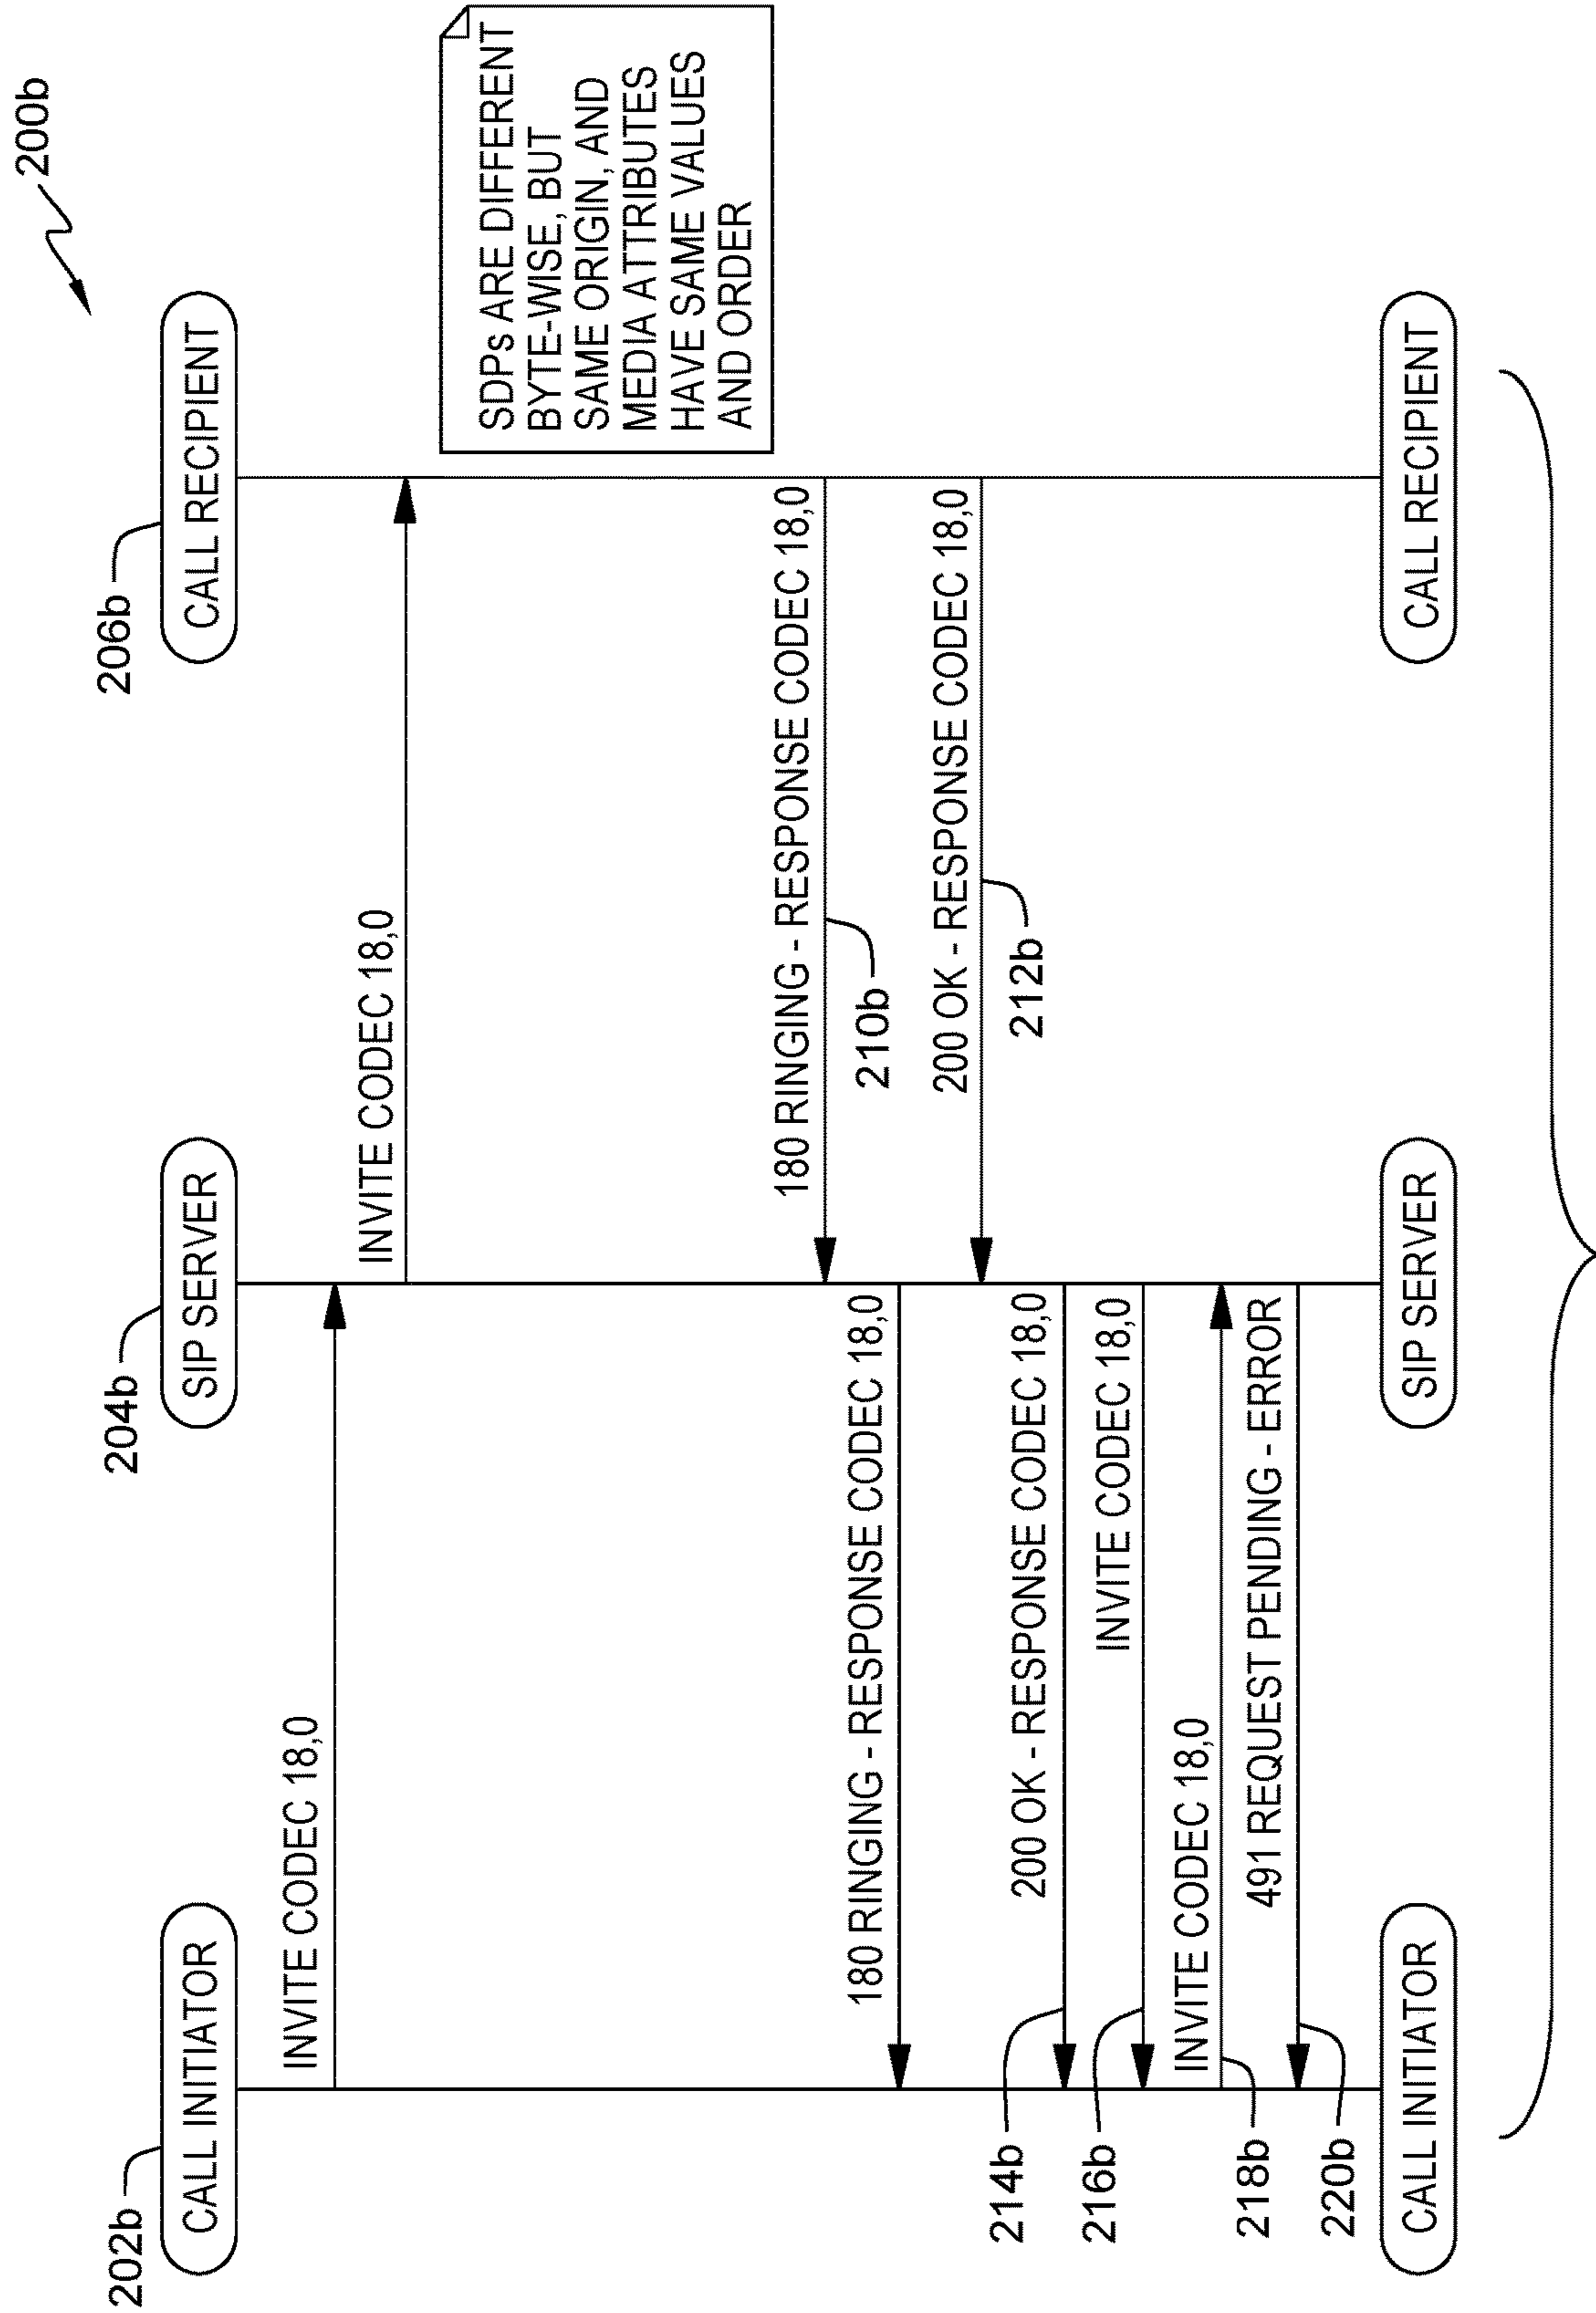 200b
202b
204b
206b
CALL INITIATOR
SIP SERVER
CALL RECIPIENT
INVITE CODEC 18,0
INVITE CODEC 18,0
SDPs ARE DIFFERENT
BYTE-WISE, BUT
SAME ORIGIN, AND
MEDIA ATTRIBUTES
HAVE SAME VALUES
AND ORDER
180 RINGING - RESPONSE CODEC 18,0
210b
180 RINGING - RESPONSE CODEC 18,0
200 OK - RESPONSE CODEC 18,0
212b
200 OK - RESPONSE CODEC 18,0
214b
INVITE CODEC 18,0
216b
INVITE CODEC 18,0
218b
491 REQUEST PENDING - ERROR
220b
CALL INITIATOR
SIP SERVER
CALL RECIPIENT